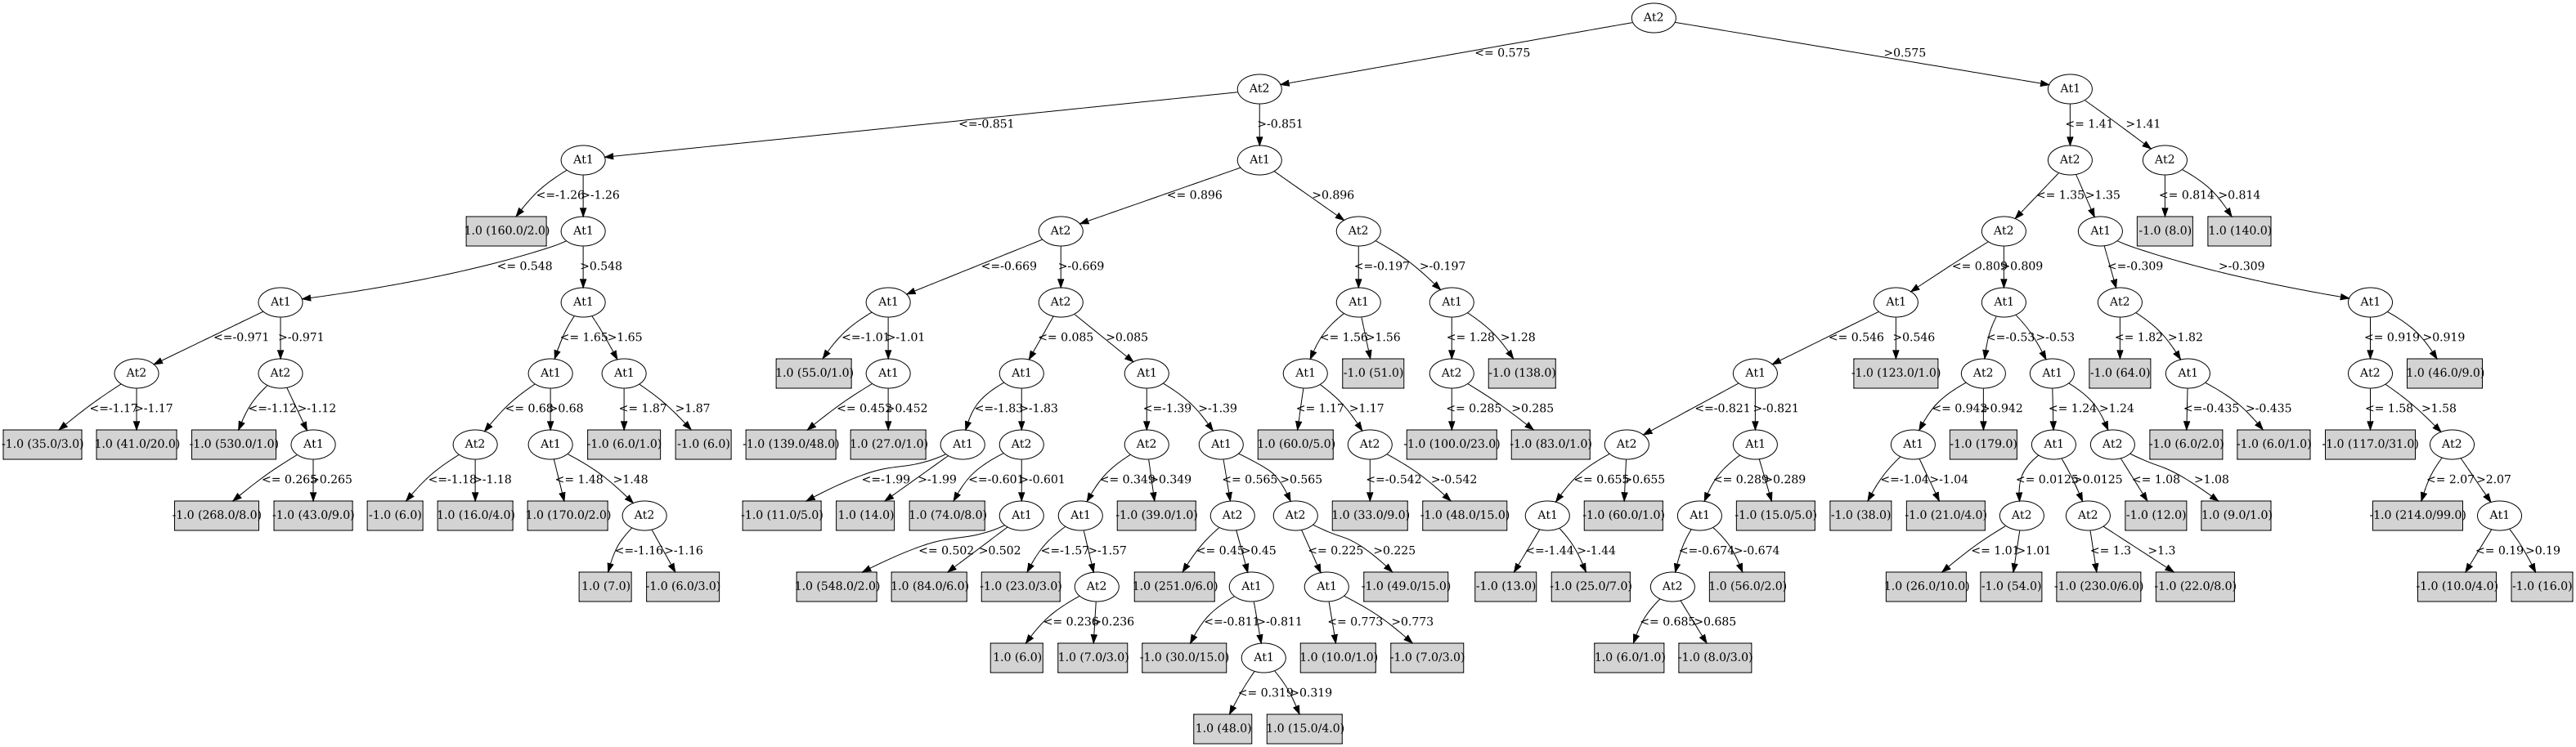 At2
<= 0.575 >0.575
At2 At1
<=-0.851 >-0.851 <= 1.41 >1.41
At1 At1 At2 At2
<=-1.26 >-1.26 <= 0.896 >0.896 <= 1.35 >1.35 <= 0.814 >0.814
1.0 (160.0/2.0) At1 At2 At2 At2 At1 -1.0 (8.0) 1.0 (140.0)
<= 0.548 >0.548 <=-0.669 >-0.669 <=-0.197 >-0.197 <= 0.809 >0.809 <=-0.309 >-0.309
At1 At1 At1 At2 At1 At1 At1 At1 At2 At1
<=-0.971 >-0.971 <= 1.65 >1.65 <=-1.01 >-1.01 <= 0.085 >0.085 <= 1.56 >1.56 <= 1.28 >1.28 <= 0.546 >0.546 <=-0.53 >-0.53 <= 1.82 >1.82 <= 0.919 >0.919
At2 At2 At1 At1 1.0 (55.0/1.0) At1 At1 At1 At1 -1.0 (51.0) At2 -1.0 (138.0) At1 -1.0 (123.0/1.0) At2 At1 -1.0 (64.0) At1 At2 1.0 (46.0/9.0)
<=-1.17 >-1.17 <=-1.12 >-1.12 <= 0.68 >0.68 <= 1.87 >1.87 <= 0.452 >0.452 <=-1.83 >-1.83 <=-1.39 >-1.39 <= 1.17 >1.17 <= 0.285 >0.285 <=-0.821 >-0.821 <= 0.942 >0.942 <= 1.24 >1.24 <=-0.435 >-0.435 <= 1.58 >1.58
-1.0 (35.0/3.0) 1.0 (41.0/20.0) -1.0 (530.0/1.0) At1 At2 At1 -1.0 (6.0/1.0) -1.0 (6.0) -1.0 (139.0/48.0) 1.0 (27.0/1.0) At1 At2 At2 At1 1.0 (60.0/5.0) At2 -1.0 (100.0/23.0) -1.0 (83.0/1.0) At2 At1 At1 -1.0 (179.0) At1 At2 -1.0 (6.0/2.0) -1.0 (6.0/1.0) -1.0 (117.0/31.0) At2
<= 0.265 >0.265 <=-1.18 >-1.18 <= 1.48 >1.48 <=-1.99 >-1.99 <=-0.601 >-0.601 <= 0.349 >0.349 <= 0.565 >0.565 <=-0.542 >-0.542 <= 0.655 >0.655 <= 0.289 >0.289 <=-1.04 >-1.04 <= 0.0125 >0.0125 <= 1.08 >1.08 <= 2.07 >2.07
-1.0 (268.0/8.0) -1.0 (43.0/9.0) -1.0 (6.0) 1.0 (16.0/4.0) 1.0 (170.0/2.0) At2 -1.0 (11.0/5.0) 1.0 (14.0) 1.0 (74.0/8.0) At1 At1 -1.0 (39.0/1.0) At2 At2 1.0 (33.0/9.0) -1.0 (48.0/15.0) At1 -1.0 (60.0/1.0) At1 -1.0 (15.0/5.0) -1.0 (38.0) -1.0 (21.0/4.0) At2 At2 -1.0 (12.0) 1.0 (9.0/1.0) -1.0 (214.0/99.0) At1
<=-1.16 >-1.16 <= 0.502 >0.502 <=-1.57 >-1.57 <= 0.45 >0.45 <= 0.225 >0.225 <=-1.44 >-1.44 <=-0.674 >-0.674 <= 1.01 >1.01 <= 1.3 >1.3 <= 0.19 >0.19
1.0 (7.0) -1.0 (6.0/3.0) 1.0 (548.0/2.0) 1.0 (84.0/6.0) -1.0 (23.0/3.0) At2 1.0 (251.0/6.0) At1 At1 -1.0 (49.0/15.0) -1.0 (13.0) -1.0 (25.0/7.0) At2 1.0 (56.0/2.0) 1.0 (26.0/10.0) -1.0 (54.0) -1.0 (230.0/6.0) -1.0 (22.0/8.0) -1.0 (10.0/4.0) -1.0 (16.0)
<= 0.236 >0.236 <=-0.811 >-0.811 <= 0.773 >0.773 <= 0.685 >0.685
1.0 (6.0) 1.0 (7.0/3.0) -1.0 (30.0/15.0) At1 1.0 (10.0/1.0) -1.0 (7.0/3.0) 1.0 (6.0/1.0) -1.0 (8.0/3.0)
<= 0.319 >0.319
1.0 (48.0) 1.0 (15.0/4.0)